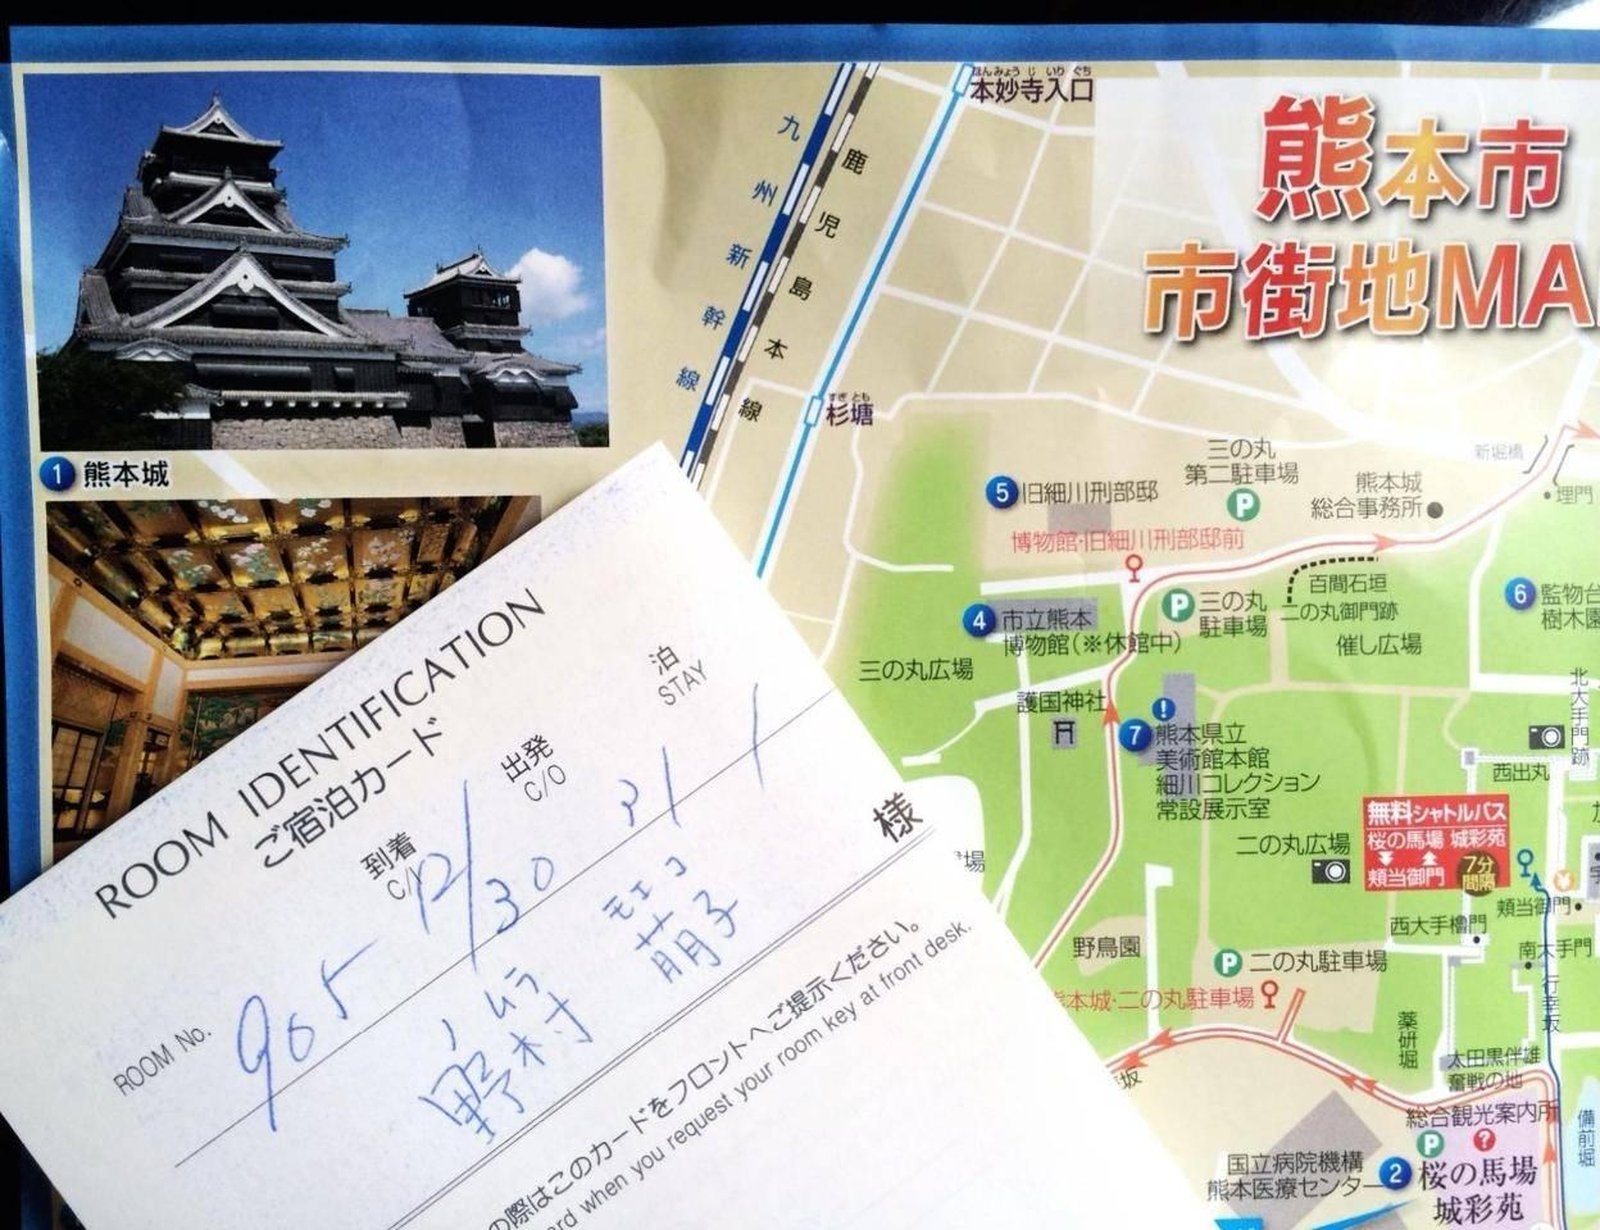 熊本市
市街地MA
本妙寺入口
ほんみょうじいりぐち
九州新幹線
鹿児島本線
杉塘
すぎとも
1 熊本城
5 旧細川刑部邸
三の丸
第二駐車場
P
熊本城
総合事務所
新堀橋
埋門
博物館・旧細川刑部邸前
百間石垣
二の丸御門跡
催し広場
6 監物台
樹木園
4 市立熊本
博物館(※休館中)
P 三の丸
駐車場
三の丸広場
護国神社
7 熊本県立
美術館本館
細川コレクション
常設展示室
北大手門跡
西出丸
無料シャトルバス
桜の馬場 城彩苑
頬当御門
7分
間隔
二の丸広場
頬当御門
西大手櫓門
南大手門
野鳥園
P 二の丸駐車場
熊本城・二の丸駐車場
行幸坂
薬研堀
太田黒伴雄
奮戦の地
総合観光案内所
P ?
備前堀
国立病院機構
熊本医療センター
2 桜の馬場
城彩苑
ROOM IDENTIFICATION
ご宿泊カード
到着
C/I
12/30
出発
C/O
31
泊
STAY
1
ROOM No.
905
ノムラ モエコ
野村 萌子 様
の際はこのカードをフロントへご提示ください。
ard when you request your room key at front desk.